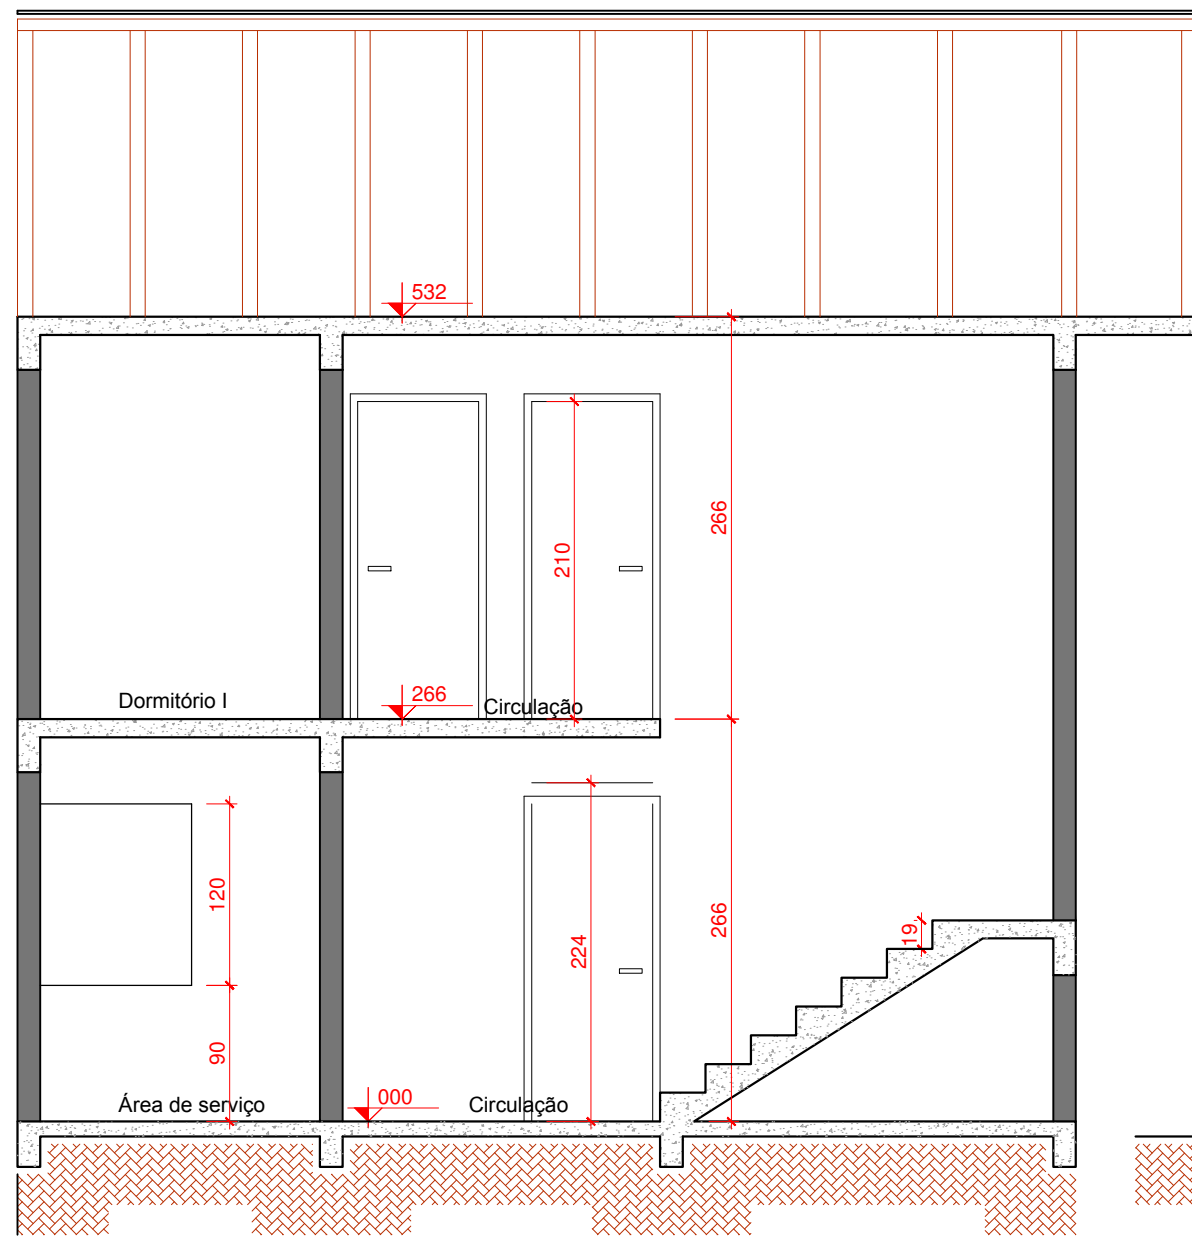 532
266
210
Dormitório I
266
Circulação
120
224
266
19
90
Área de serviço
000
Circulação